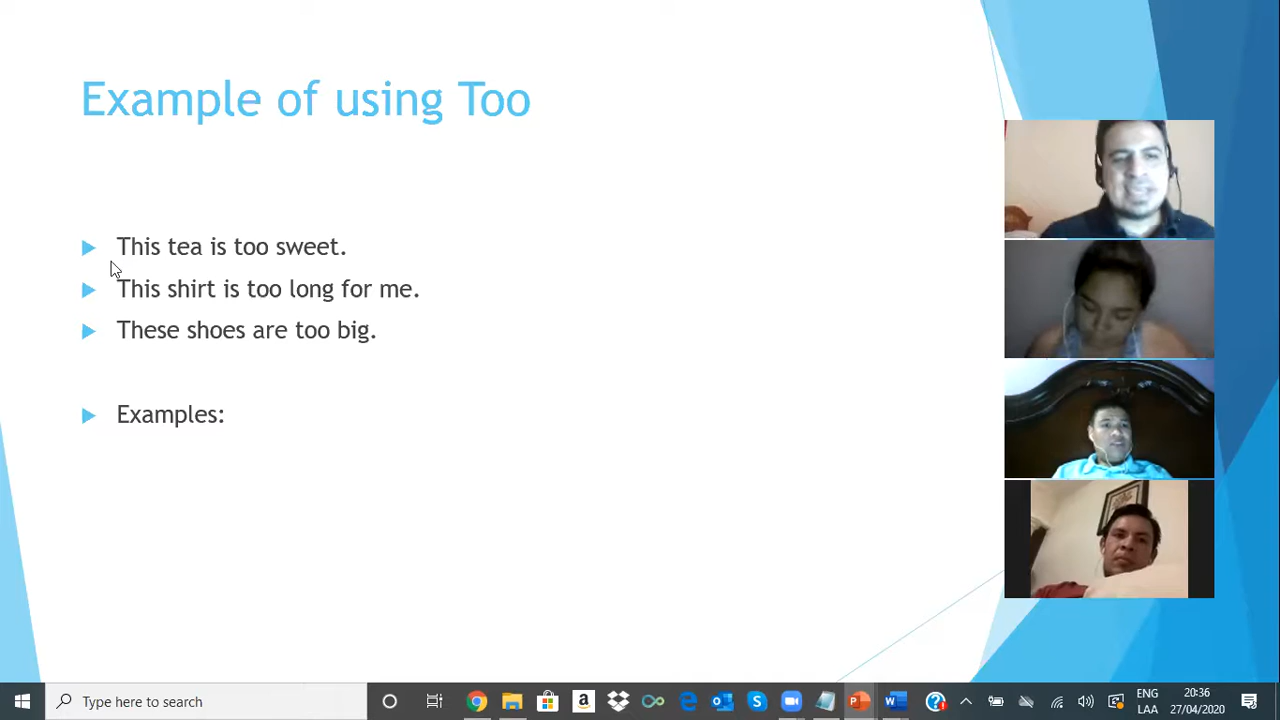 Example of using Too
This tea is too sweet.
This shirt is too long for me.
These shoes are too big.
Examples:
Type here to search
ENG
LAA
20:36
27/04/2020